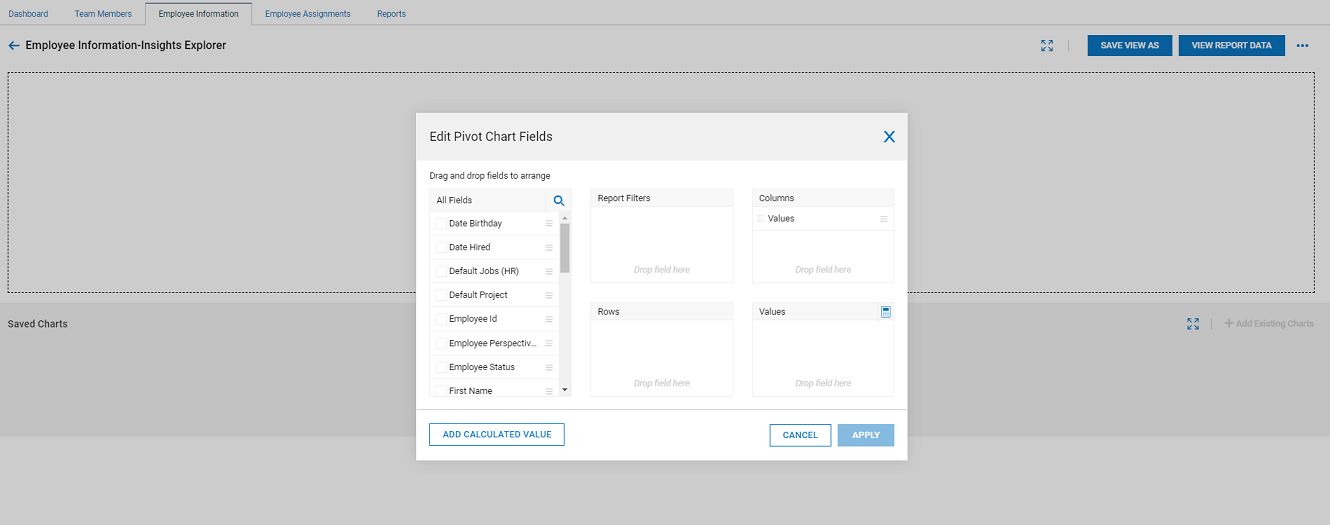 Dashboard Team Members Employee Information Employee Assignments Reports
Employee Information-Insights Explorer
SAVE VIEW AS
VIEW REPORT DATA
Edit Pivot Chart Fields
Drag and drop fields to arrange
All Fields
Date Birthday
Date Hired
Default Jobs (HR)
Default Project
Employee Id
Employee Perspectiv...
Employee Status
First Name
Report Filters
Drop field here
Columns
Σ Values
Drop field here
Rows
Drop field here
Values
Drop field here
ADD CALCULATED VALUE
CANCEL
APPLY
Saved Charts
Add Existing Charts